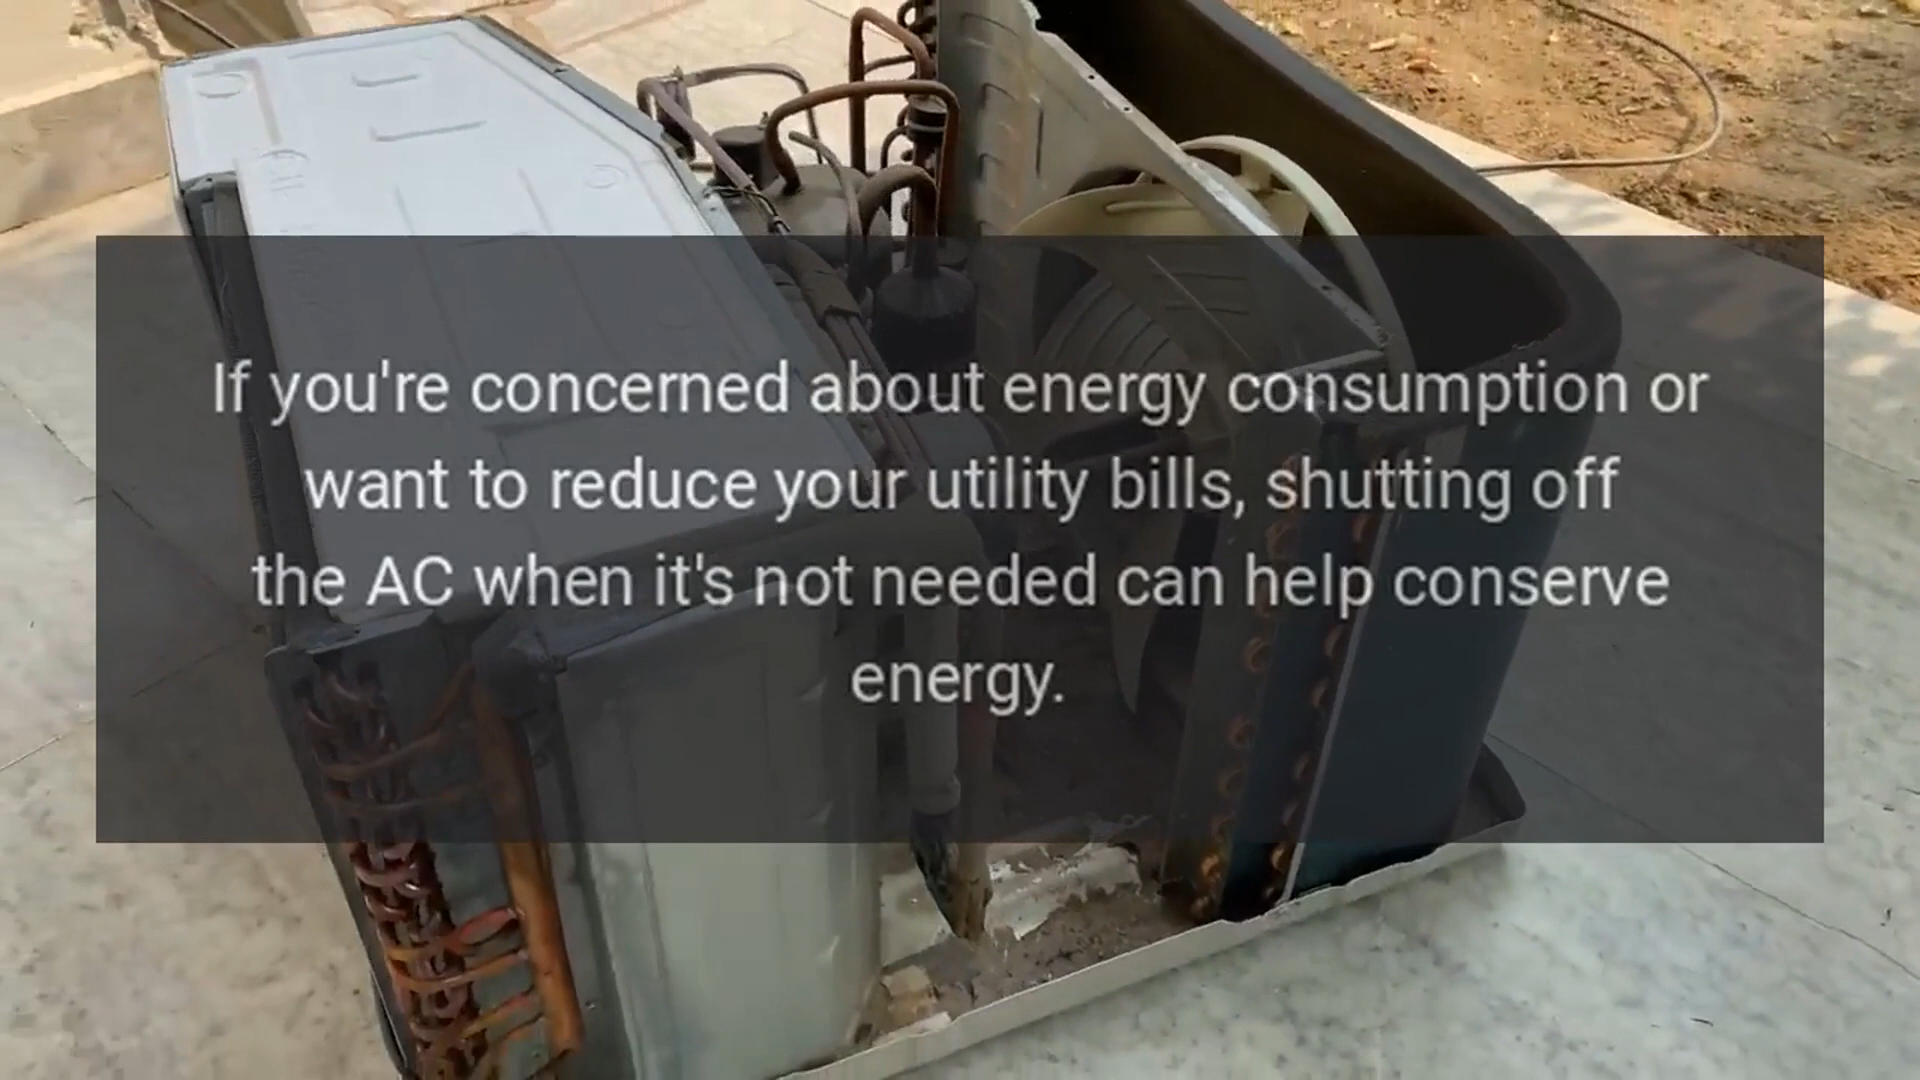 If you're concerned about energy consumption or
want to reduce your utility bills, shutting off
the AC when it's not needed can help conserve
energy.